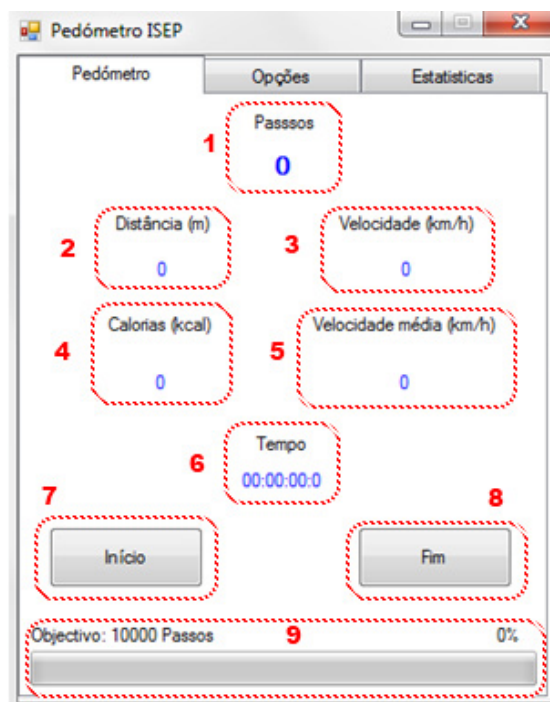 Pedómetro ISEP
Pedómetro Opções Estatisticas
1 Passsos
0
2 Distância (m)
0
3 Velocidade (km/h)
0
4 Calorias (kcal)
0
5 Velocidade média (km/h)
0
6 Tempo
00:00:00:0
7 8
Início Fim
Objectivo: 10000 Passos 9 0%